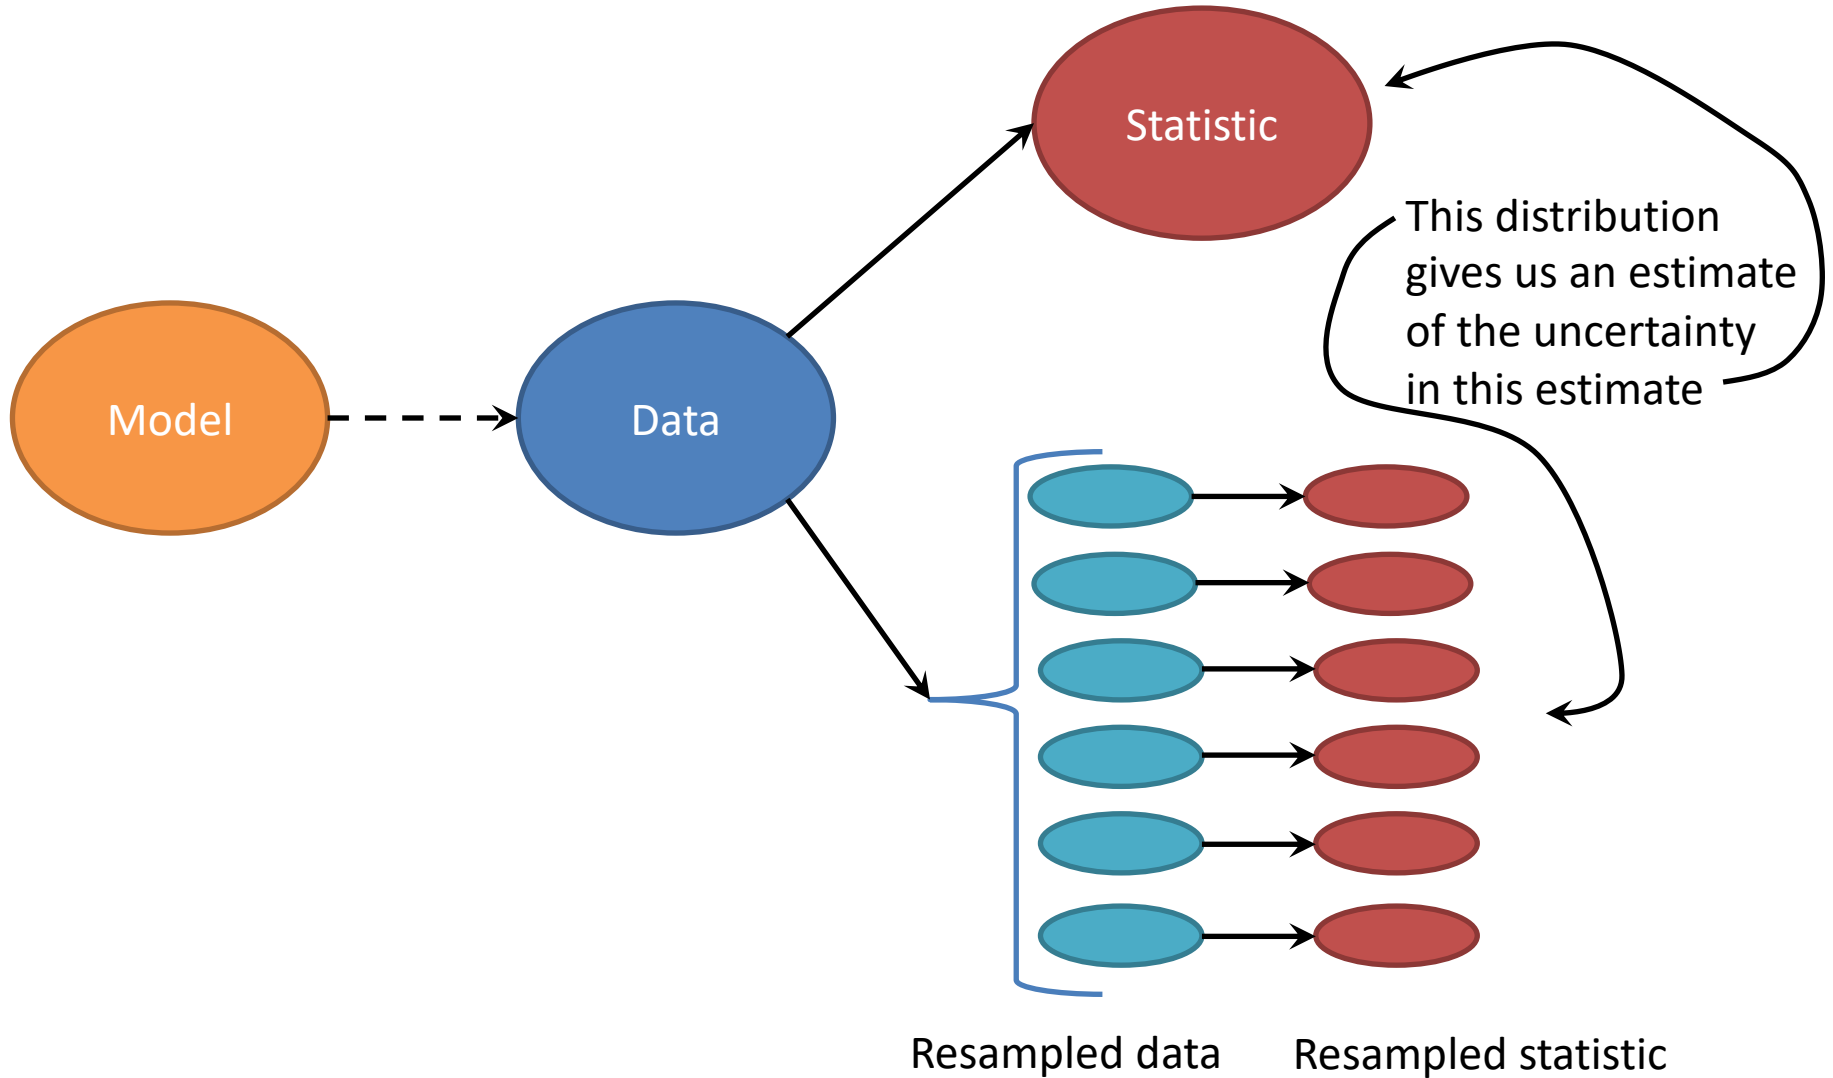 Statistic
This distribution
gives us an estimate
of the uncertainty
in this estimate
Model
Data
Resampled data
Resampled statistic